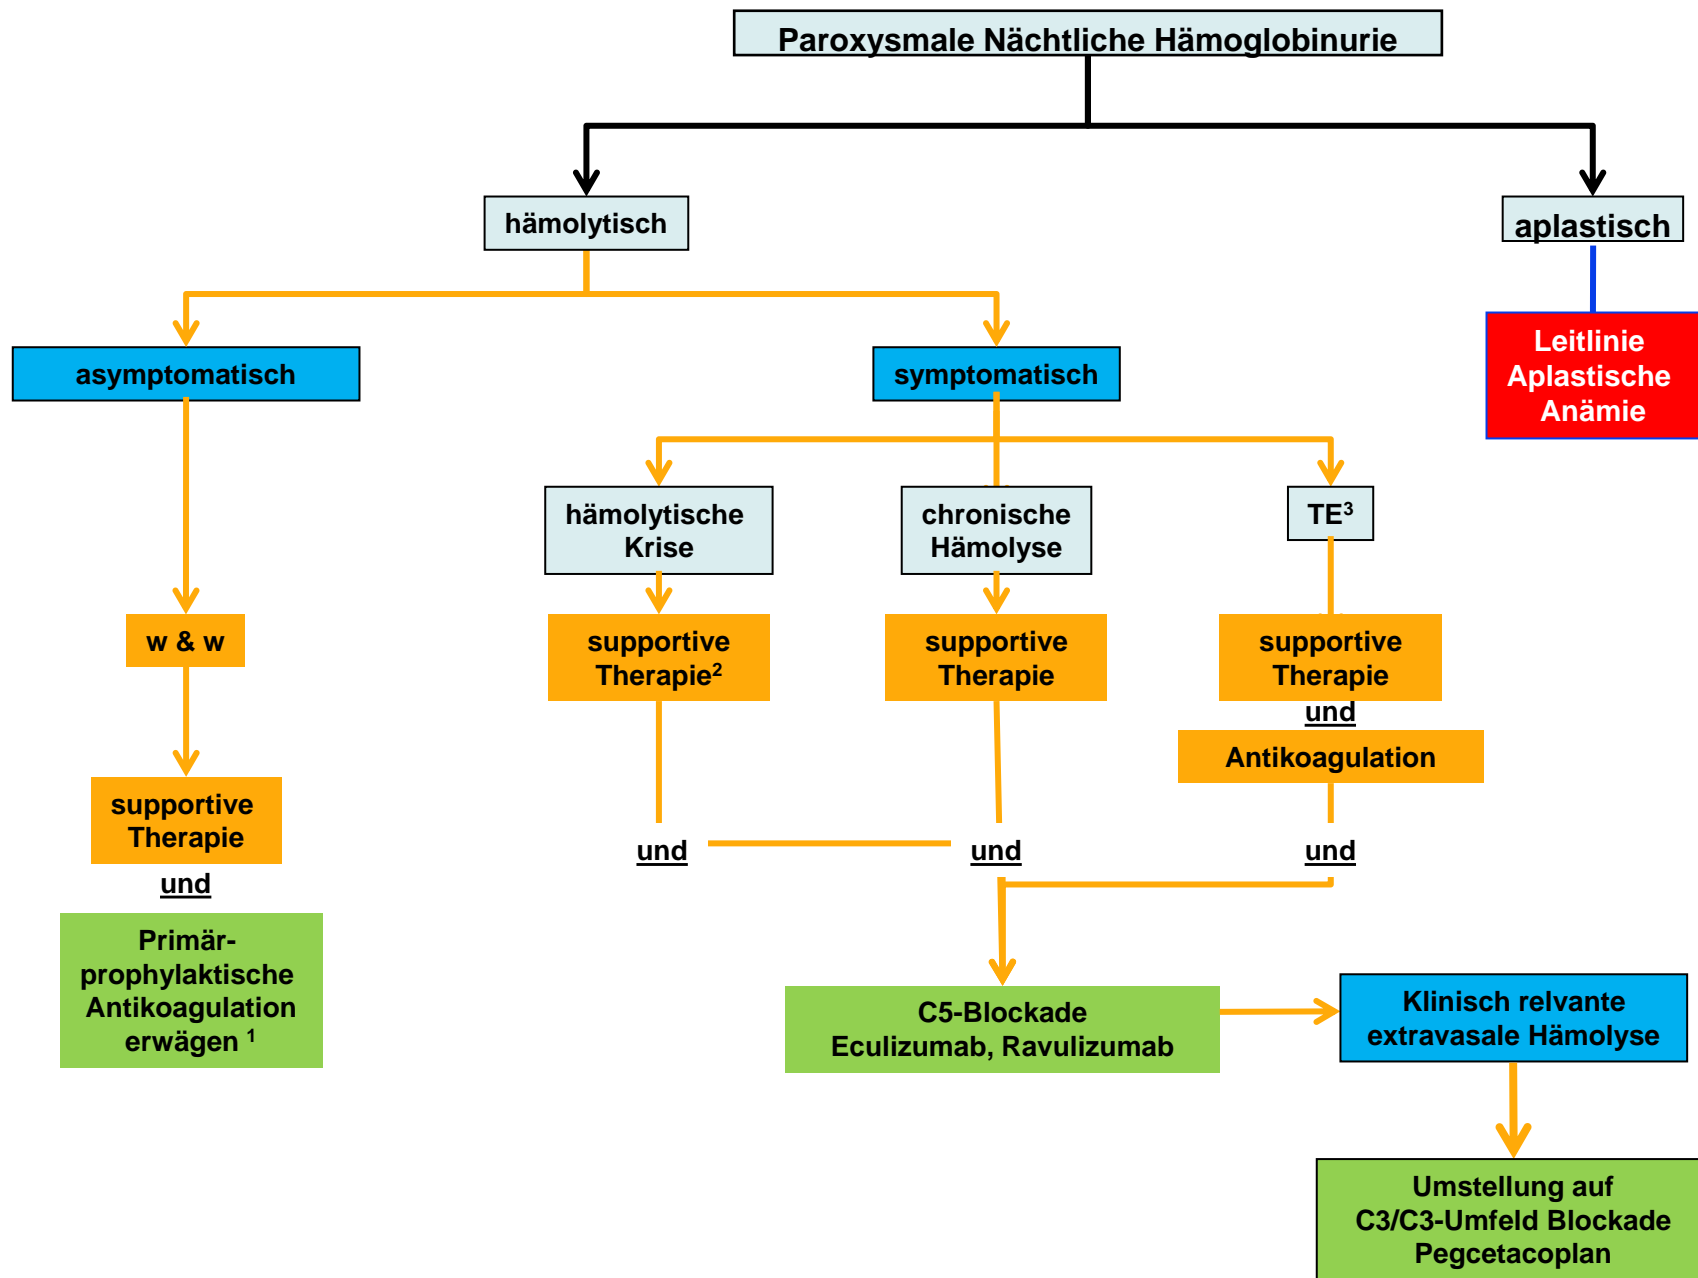 Paroxysmale Nächtliche Hämoglobinurie
hämolytisch
aplastisch
Leitlinie
Aplastische
Anämie
asymptomatisch
symptomatisch
hämolytische
Krise
chronische
Hämolyse
TE³
w & w
supportive
Therapie²
supportive
Therapie
supportive
Therapie
und
Antikoagulation
supportive
Therapie
und
Primär-
prophylaktische
Antikoagulation
erwägen ¹
und
und
und
C5-Blockade
Eculizumab, Ravulizumab
Klinisch relvante
extravasale Hämolyse
Umstellung auf
C3/C3-Umfeld Blockade
Pegcetacoplan